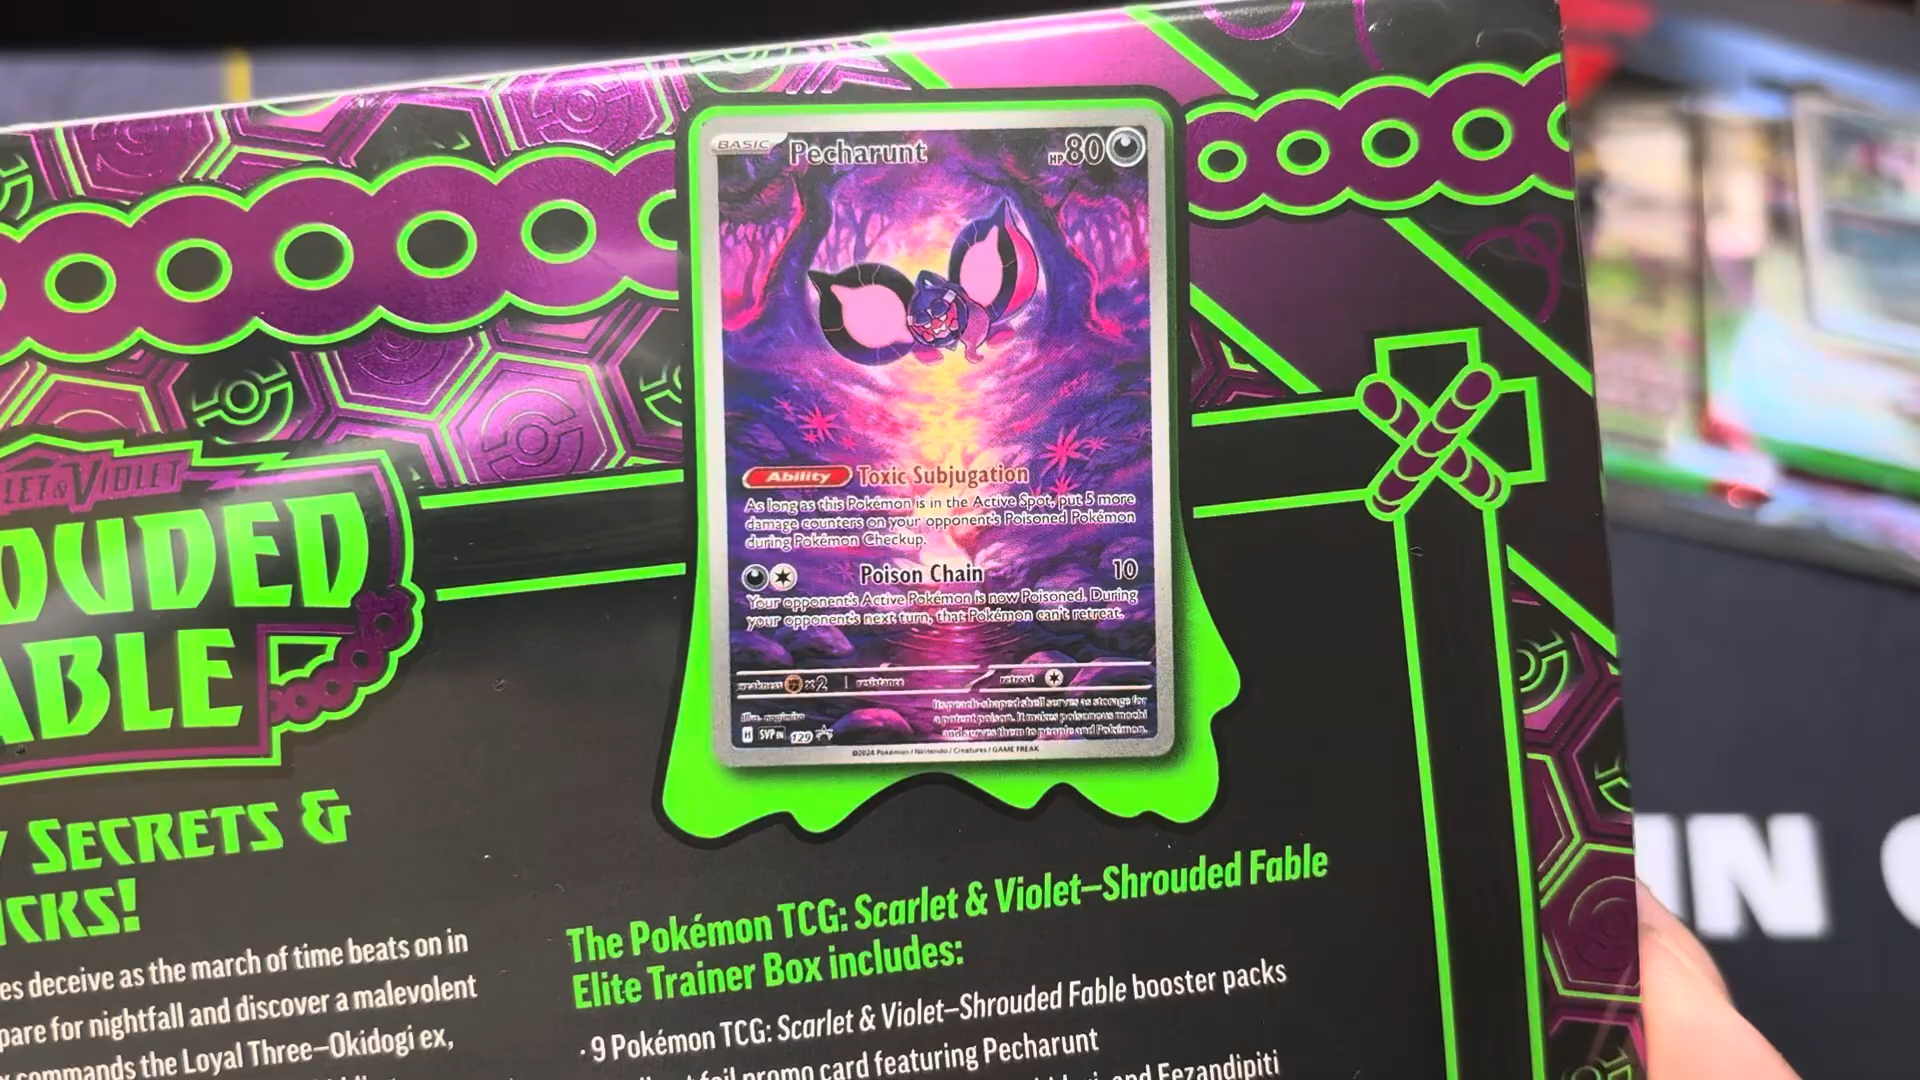 BASIC Pecharunt HP 80
Ability Toxic Subjugation
As long as this Pokémon is in the Active Spot, put 5 more
damage counters on your opponent's Poisoned Pokémon
during Pokémon Checkup.
Poison Chain 10
Your opponent's Active Pokémon is now Poisoned. During
your opponent's next turn, that Pokémon can't retreat.
weakness ×2 resistance retreat
Its peach-shaped shell serves as storage for
a potent poison. It makes poisonous mochi
and serves them to people and Pokémon.
Illus.
H SVP EN 129
©2024 Pokémon / Nintendo / Creatures / GAME FREAK
LET & VIOLET
OUDED
ABLE
Y SECRETS &
ICKS!
es deceive as the march of time beats on in
pare for nightfall and discover a malevolent
commands the Loyal Three–Okidogi ex,
The Pokémon TCG: Scarlet & Violet–Shrouded Fable
Elite Trainer Box includes:
· 9 Pokémon TCG: Scarlet & Violet–Shrouded Fable booster packs
foil promo card featuring Pecharunt
and Fezandipiti
IN